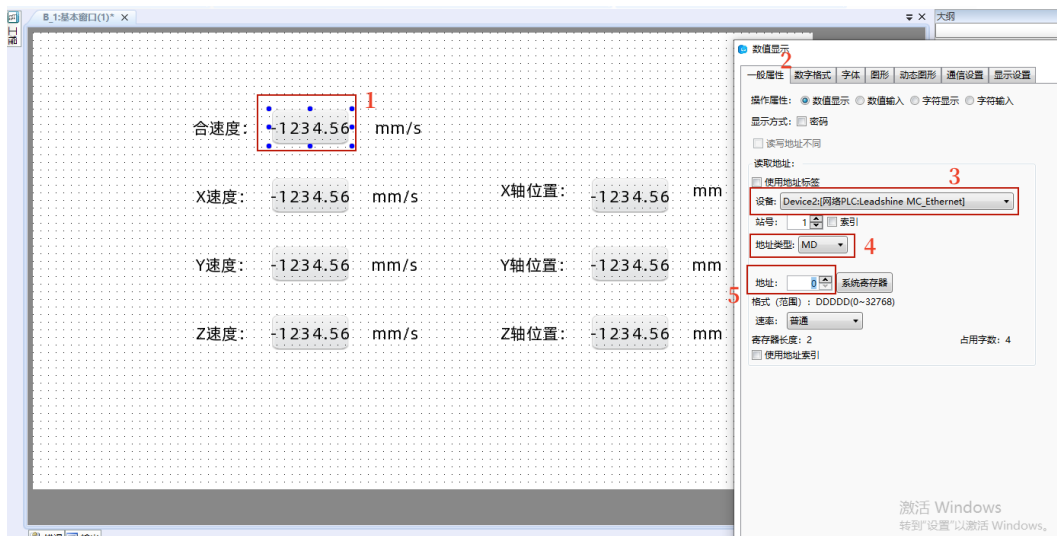 B_1:基本窗口(1)* ×
大纲
工程
数值显示
2
一般属性 数字格式 字体 图形 动态图形 通信设置 显示设置
操作属性: 数值显示 数值输入 字符显示 字符输入
显示方式: 密码
读写地址不同
读取地址:
使用地址标签
3
设备: Device2:[网络PLC:Leadshine MC_Ethernet]
站号: 1 索引
地址类型: MD
4
5
地址: 0 系统寄存器
格式（范围）: DDDDD(0~32768)
速率: 普通
寄存器长度: 2 占用字数: 4
使用地址索引
1
合速度: -1234.56 mm/s
X速度: -1234.56 mm/s X轴位置: -1234.56 mm
Y速度: -1234.56 mm/s Y轴位置: -1234.56 mm
Z速度: -1234.56 mm/s Z轴位置: -1234.56 mm
激活 Windows
转到"设置"以激活 Windows。